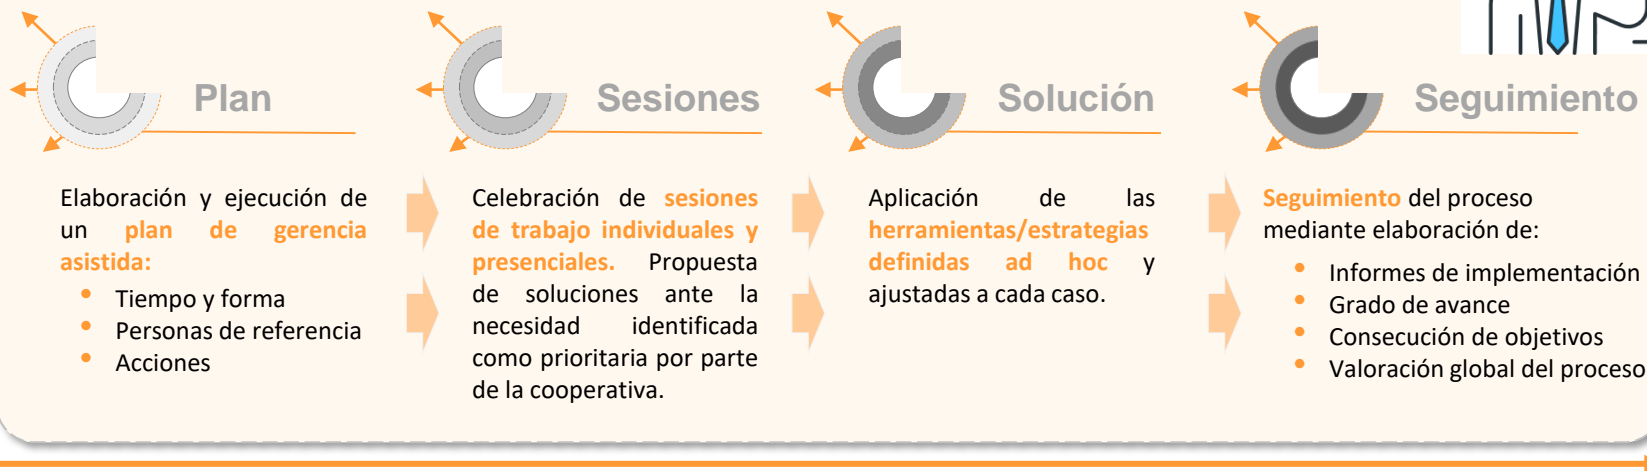 Plan
Elaboración y ejecución de
un plan de gerencia
asistida:
• Tiempo y forma
• Personas de referencia
• Acciones
Sesiones
Celebración de sesiones
de trabajo individuales y
presenciales. Propuesta
de soluciones ante la
necesidad identificada
como prioritaria por parte
de la cooperativa.
Solución
Aplicación de las
herramientas/estrategias
definidas ad hoc y
ajustadas a cada caso.
Seguimiento
Seguimiento del proceso
mediante elaboración de:
• Informes de implementación
• Grado de avance
• Consecución de objetivos
• Valoración global del proceso